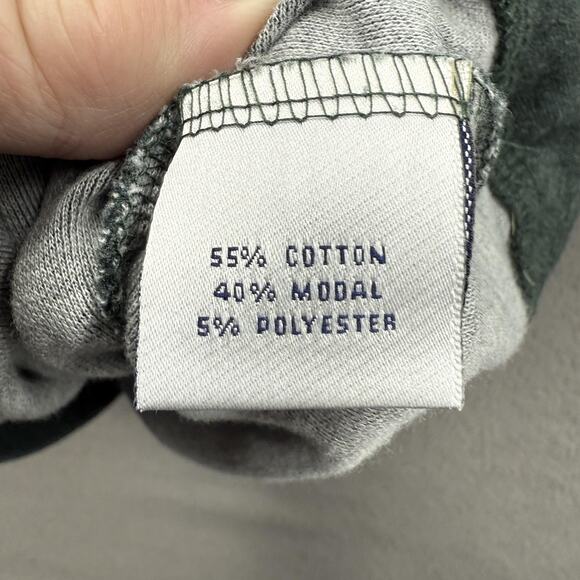 55% COTTON
40% MODAL
5% POLYESTER